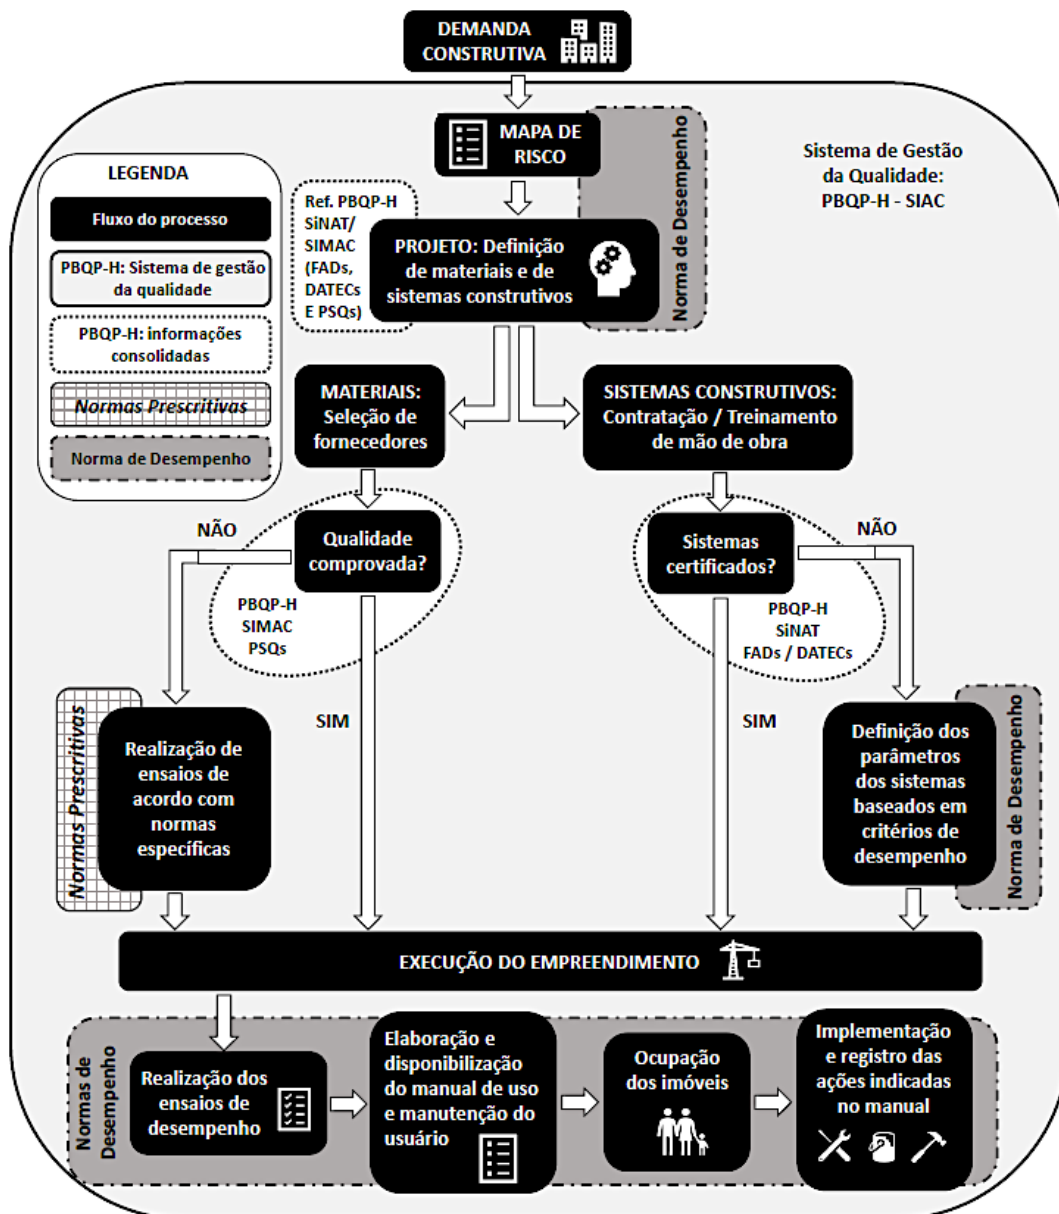 DEMANDA
CONSTRUTIVA
MAPA DE
RISCO
Norma de Desempenho
Sistema de Gestão
da Qualidade:
PBQP-H - SIAC
LEGENDA
Fluxo do processo
PBQP-H: Sistema de gestão
da qualidade
PBQP-H: informações
consolidadas
Normas Prescritivas
Norma de Desempenho
Ref. PBQP-H
SiNAT/
SIMAC
(FADs,
DATECs
E PSQs)
PROJETO: Definição
de materiais e de
sistemas construtivos
MATERIAIS:
Seleção de
fornecedores
SISTEMAS CONSTRUTIVOS:
Contratação / Treinamento
de mão de obra
NÃO
Qualidade
comprovada?
PBQP-H
SIMAC
PSQs
SIM
Sistemas
certificados?
NÃO
PBQP-H
SiNAT
FADs / DATECs
SIM
Normas Prescritivas
Realização de
ensaios de
acordo com
normas
específicas
Definição dos
parâmetros
dos sistemas
baseados em
critérios de
desempenho
Norma de Desempenho
EXECUÇÃO DO EMPREENDIMENTO
Normas de
Desempenho
Realização dos
ensaios de
desempenho
Elaboração e
disponibilização
do manual de uso
e manutenção do
usuário
Ocupação
dos imóveis
Implementação
e registro das
ações indicadas
no manual